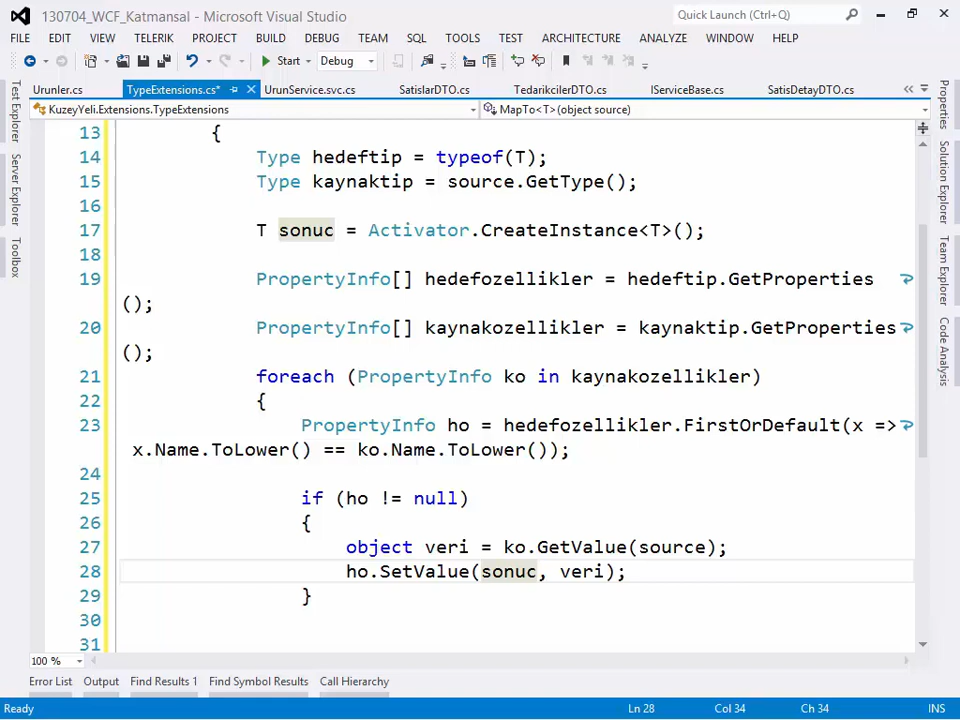 130704_WCF_Katmansal - Microsoft Visual Studio
Quick Launch (Ctrl+Q)
FILE EDIT VIEW TELERIK PROJECT BUILD DEBUG TEAM SQL TOOLS TEST ARCHITECTURE ANALYZE WINDOW HELP
Start Debug
Urunler.cs TypeExtensions.cs* UrunService.svc.cs SatislarDTO.cs TedarikcilerDTO.cs IServiceBase.cs SatisDetayDTO.cs
KuzeyYeli.Extensions.TypeExtensions MapTo<T>(object source)
13 {
14 Type hedeftip = typeof(T);
15 Type kaynaktip = source.GetType();
16
17 T sonuc = Activator.CreateInstance<T>();
18
19 PropertyInfo[] hedefozellikler = hedeftip.GetProperties
();
20 PropertyInfo[] kaynakozellikler = kaynaktip.GetProperties
();
21 foreach (PropertyInfo ko in kaynakozellikler)
22 {
23 PropertyInfo ho = hedefozellikler.FirstOrDefault(x =>
x.Name.ToLower() == ko.Name.ToLower());
24
25 if (ho != null)
26 {
27 object veri = ko.GetValue(source);
28 ho.SetValue(sonuc, veri);
29 }
30
31
100 %
Test Explorer
Server Explorer
Toolbox
Properties
Solution Explorer
Team Explorer
Code Analysis
Error List Output Find Results 1 Find Symbol Results Call Hierarchy
Ready Ln 28 Col 34 Ch 34 INS